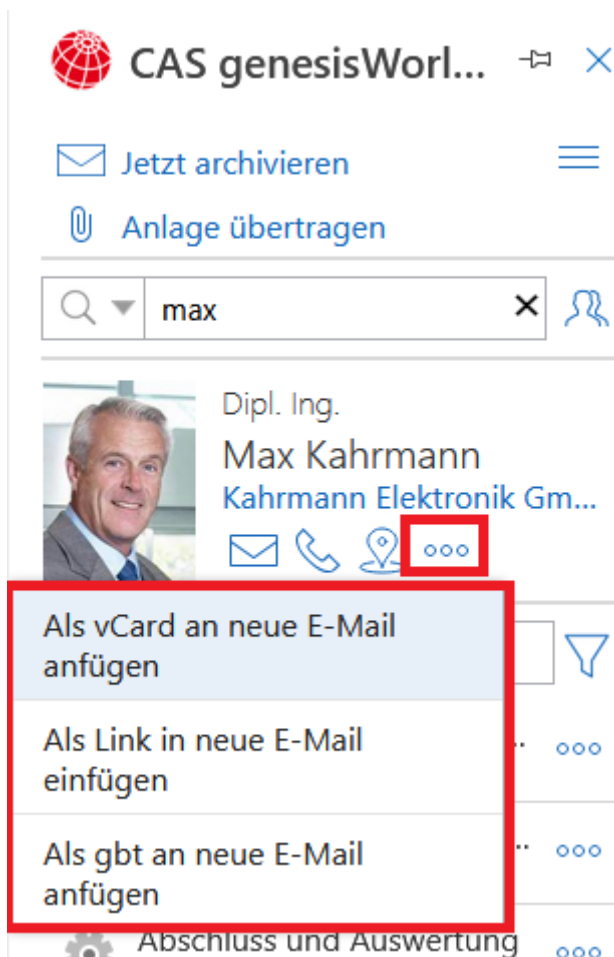 CAS genesisWorl...
Jetzt archivieren
Anlage übertragen
max
Dipl. Ing.
Max Kahrmann
Kahrmann Elektronik Gm...
Als vCard an neue E-Mail
anfügen
Als Link in neue E-Mail
einfügen
Als gbt an neue E-Mail
anfügen
Abschluss und Auswertung